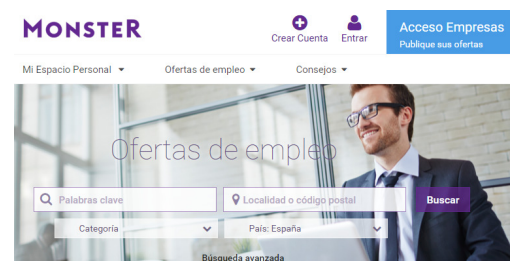 MONSTER
Crear Cuenta
Entrar
Acceso Empresas
Publique sus ofertas
Mi Espacio Personal
Ofertas de empleo
Consejos
Ofertas de empleo
Palabras clave
Localidad o código postal
Buscar
Categoría
País: España
Búsqueda avanzada